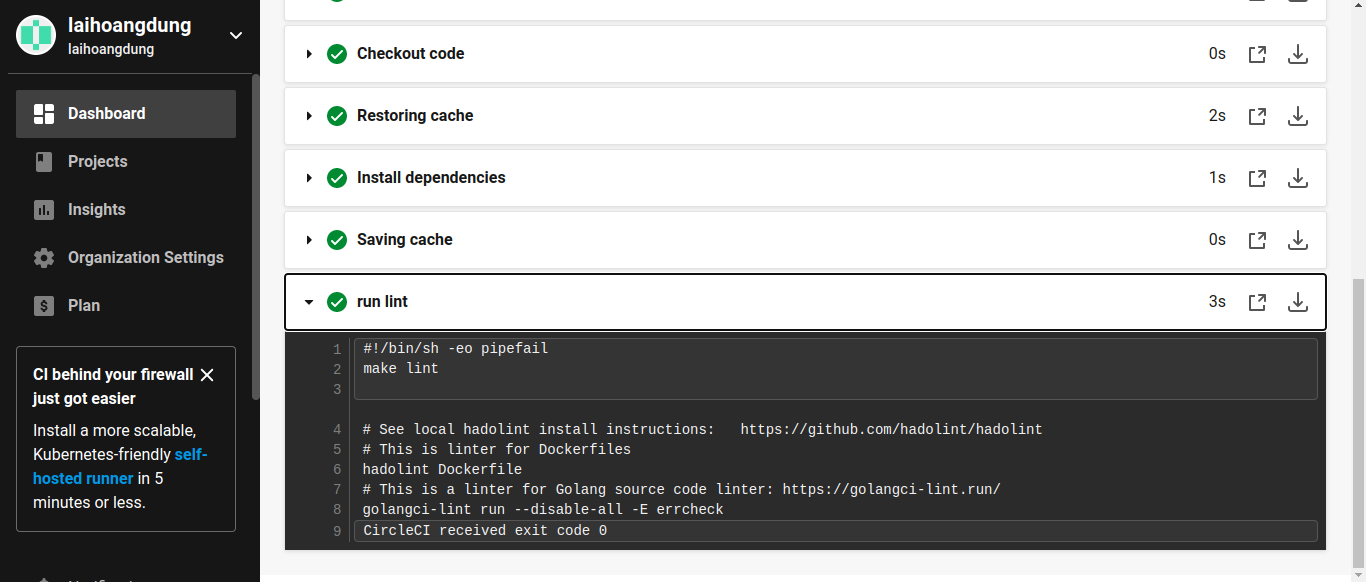 laihoangdung
laihoangdung
Dashboard
Projects
Insights
Organization Settings
Plan
CI behind your firewall
just got easier
Install a more scalable,
Kubernetes-friendly self-
hosted runner in 5
minutes or less.
Checkout code 0s
Restoring cache 2s
Install dependencies 1s
Saving cache 0s
run lint 3s
1 #!/bin/sh -eo pipefail
2 make lint
3
4 # See local hadolint install instructions:   https://github.com/hadolint/hadolint
5 # This is linter for Dockerfiles
6 hadolint Dockerfile
7 # This is a linter for Golang source code linter: https://golangci-lint.run/
8 golangci-lint run --disable-all -E errcheck
9 CircleCI received exit code 0